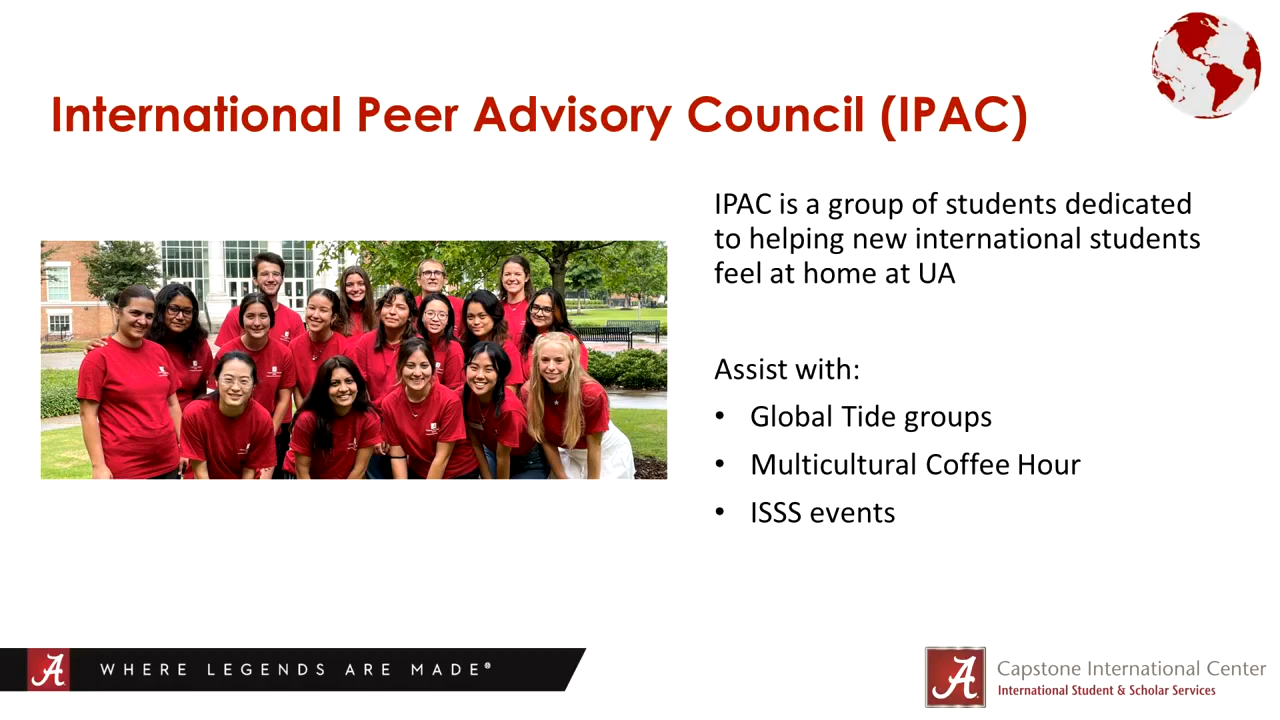 International Peer Advisory Council (IPAC)
IPAC is a group of students dedicated
to helping new international students
feel at home at UA
Assist with:
• Global Tide groups
• Multicultural Coffee Hour
• ISSS events
A WHERE LEGENDS ARE MADE®
A Capstone International Center
International Student & Scholar Services